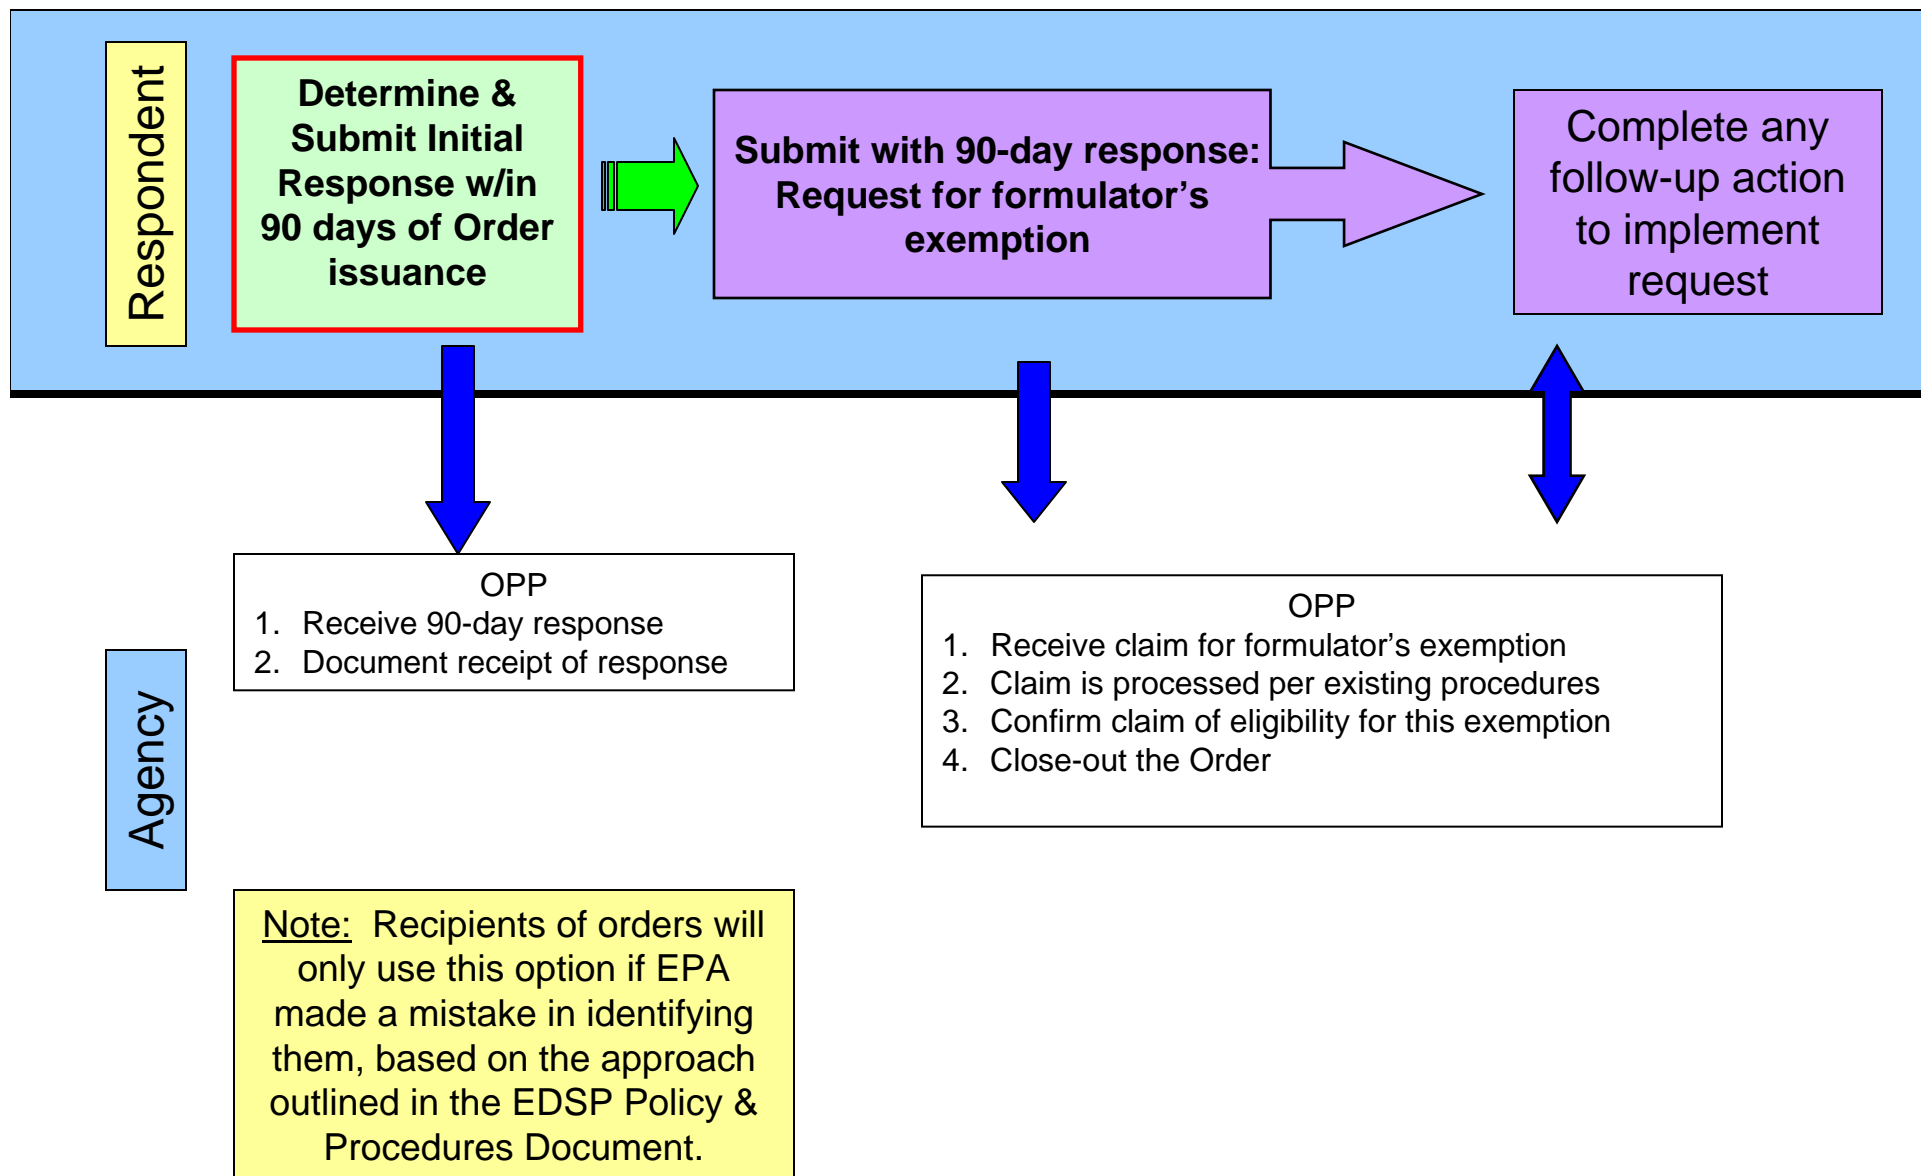 Respondent
Determine &
Submit Initial
Response w/in
90 days of Order
issuance
Submit with 90-day response:
Request for formulator’s
exemption
Complete any
follow-up action
to implement
request
Agency
OPP
1. Receive 90-day response
2. Document receipt of response
OPP
1. Receive claim for formulator’s exemption
2. Claim is processed per existing procedures
3. Confirm claim of eligibility for this exemption
4. Close-out the Order
Note: Recipients of orders will
only use this option if EPA
made a mistake in identifying
them, based on the approach
outlined in the EDSP Policy &
Procedures Document.